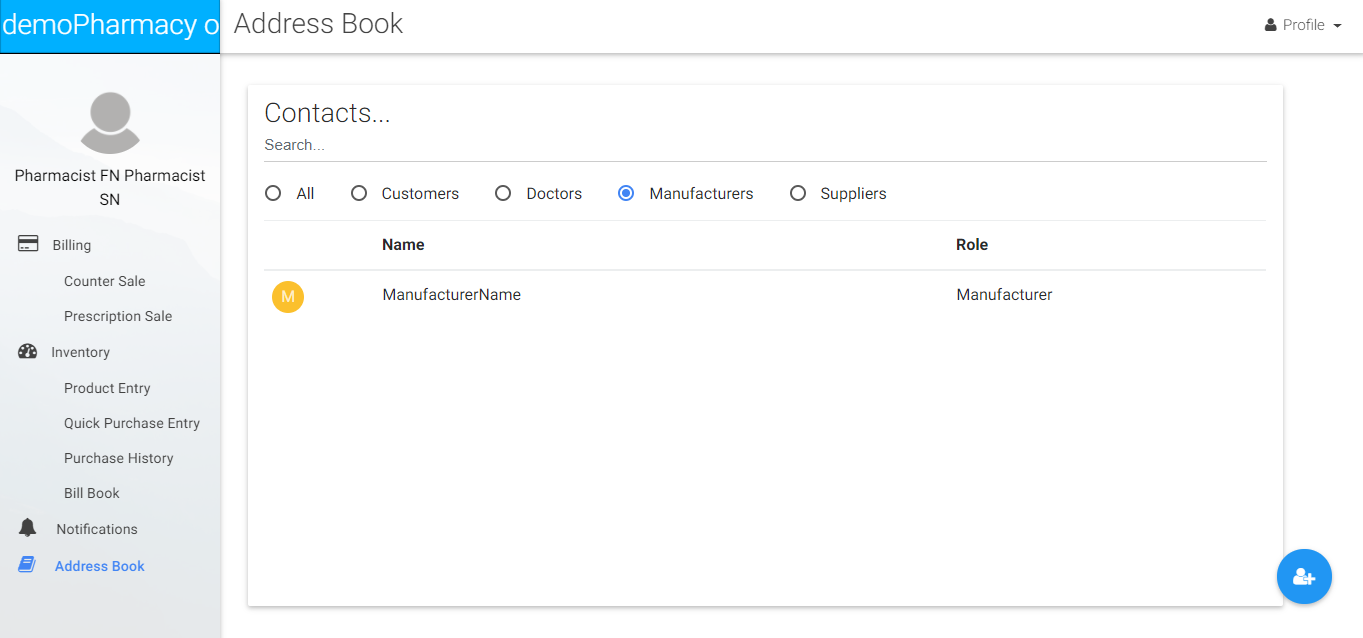 demoPharmacy o
Address Book
Profile
Pharmacist FN Pharmacist
SN
Billing
Counter Sale
Prescription Sale
Inventory
Product Entry
Quick Purchase Entry
Purchase History
Bill Book
Notifications
Address Book
Contacts...
Search...
All Customers Doctors Manufacturers Suppliers
Name Role
M ManufacturerName Manufacturer